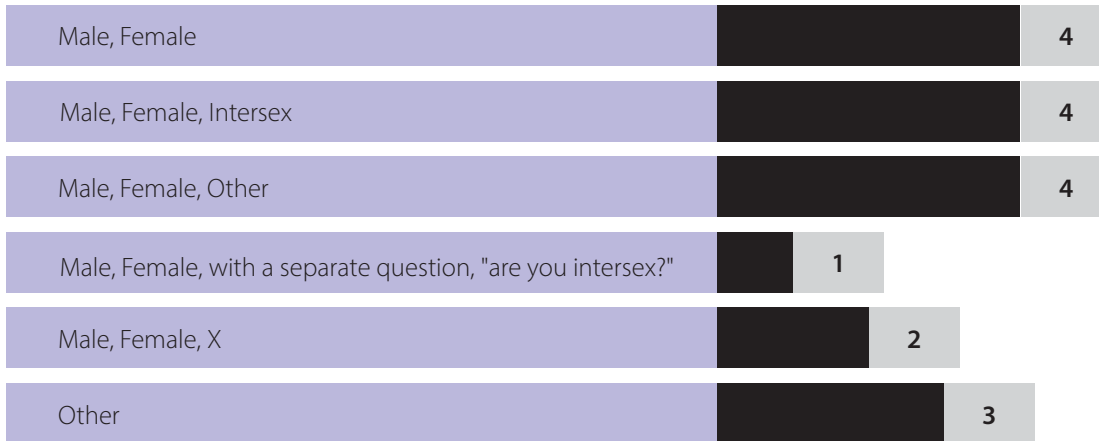 Male, Female 4
Male, Female, Intersex 4
Male, Female, Other 4
Male, Female, with a separate question, "are you intersex?" 1
Male, Female, X 2
Other 3